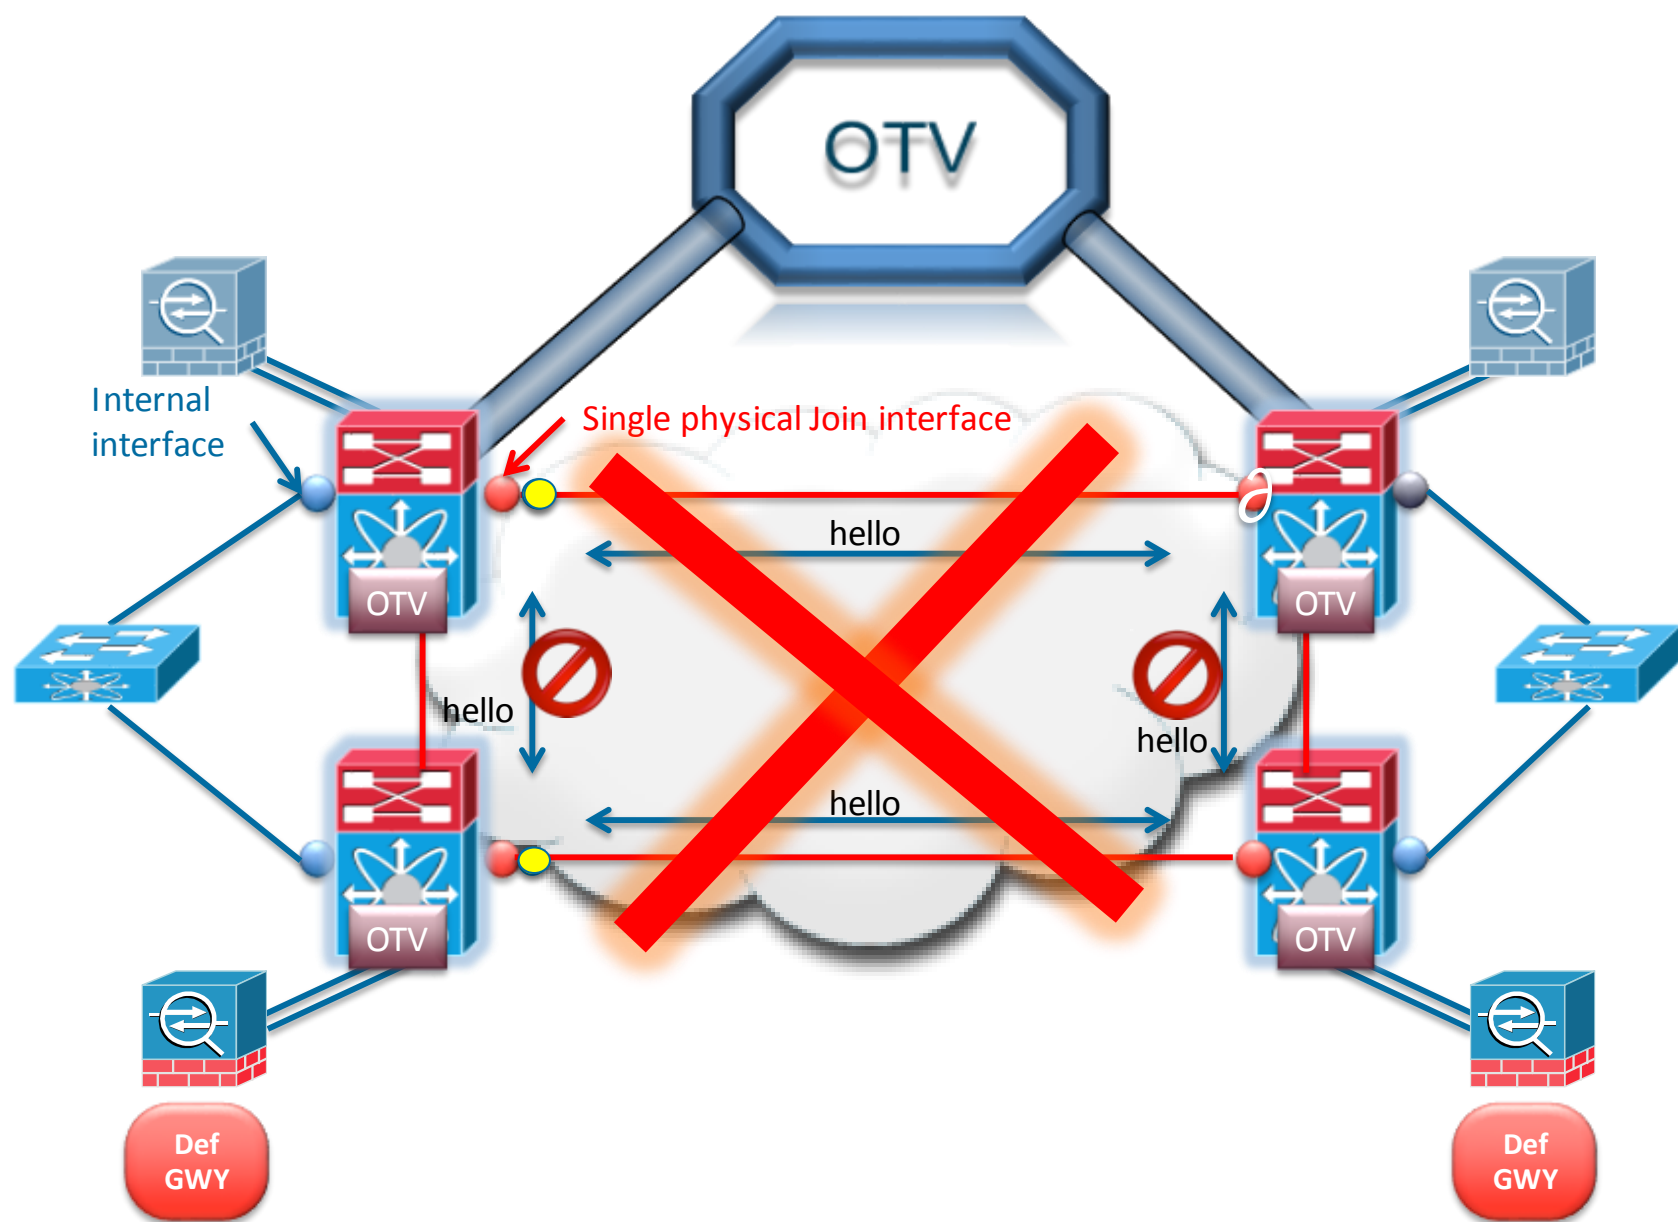 OTV
Internal
interface
Single physical Join interface
hello
OTV
OTV
hello
hello
hello
OTV
OTV
Def
GWY
Def
GWY